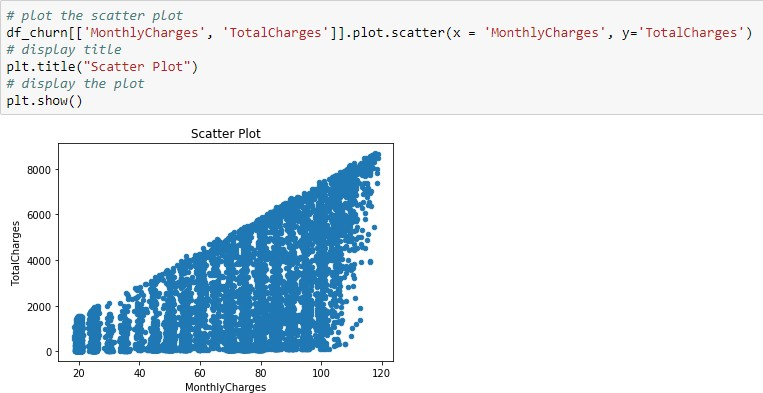 # plot the scatter plot
df_churn[['MonthlyCharges', 'TotalCharges']].plot.scatter(x = 'MonthlyCharges', y='TotalCharges')
# display title
plt.title("Scatter Plot")
# display the plot
plt.show()
Scatter Plot
8000
6000
4000
2000
0
TotalCharges
20 40 60 80 100 120
MonthlyCharges